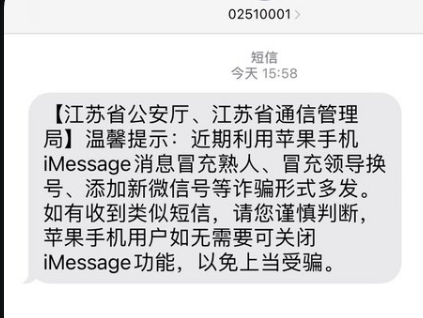 02510001
短信
今天 15:58
【江苏省公安厅、江苏省通信管理
局】温馨提示：近期利用苹果手机
iMessage消息冒充熟人、冒充领导换
号、添加新微信号等诈骗形式多发。
如有收到类似短信，请您谨慎判断，
苹果手机用户如无需要可关闭
iMessage功能，以免上当受骗。